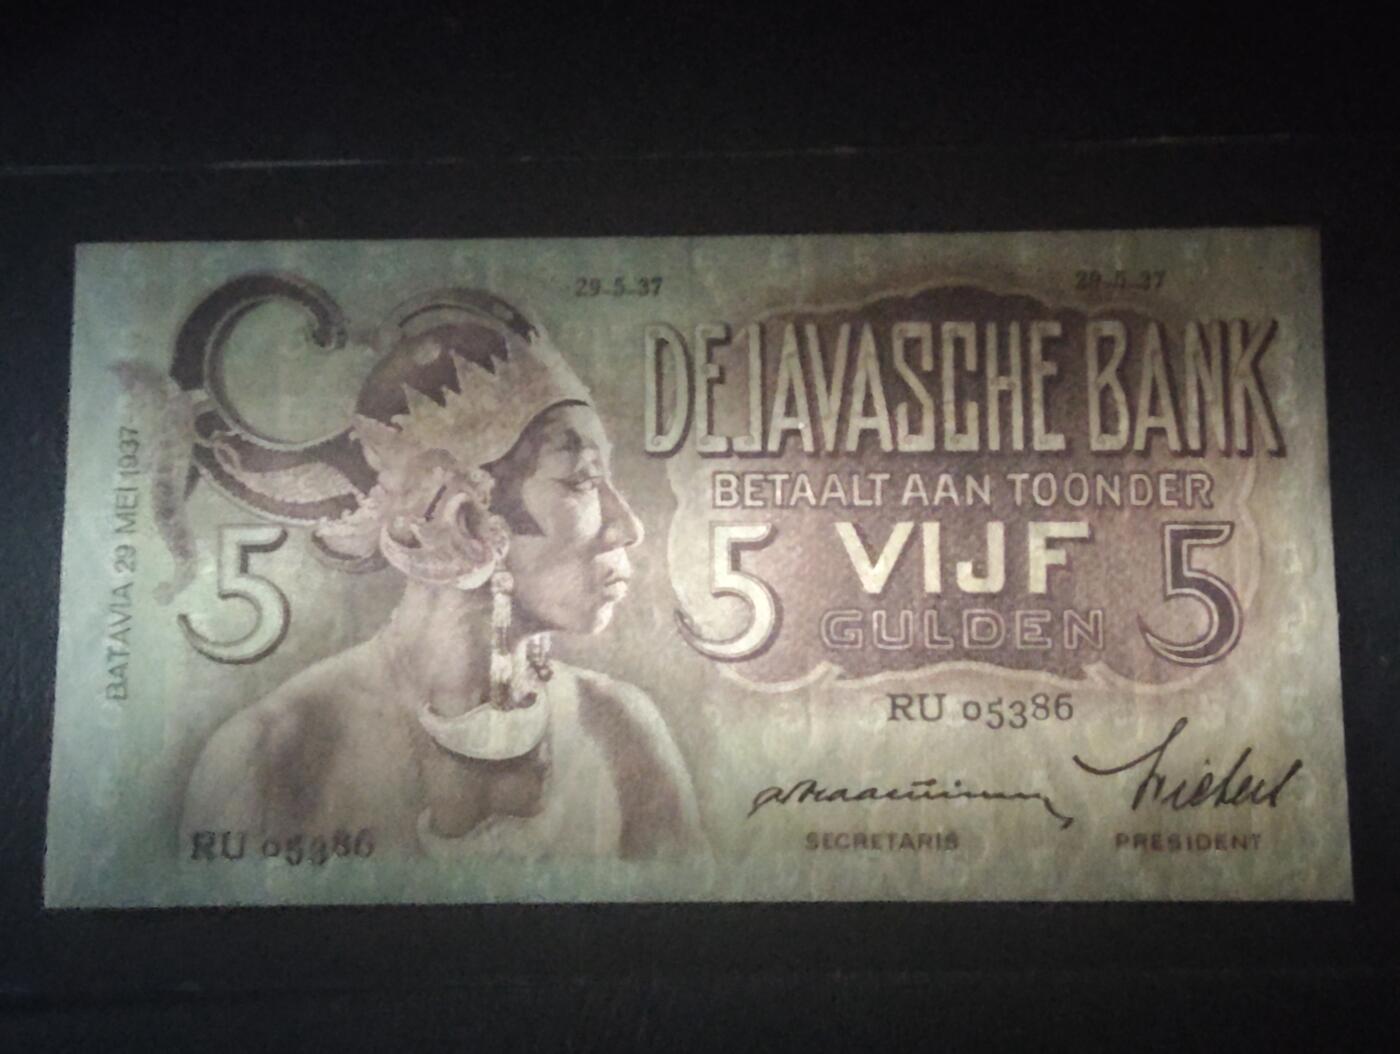 29-5-37
29-5-37
DE JAVASCHE BANK
BETAALT AAN TOONDER
5 VIJF 5
GULDEN
5
BATAVIA 29 MEI 1937
RU 05386
RU 05386
SECRETARIS
PRESIDENT